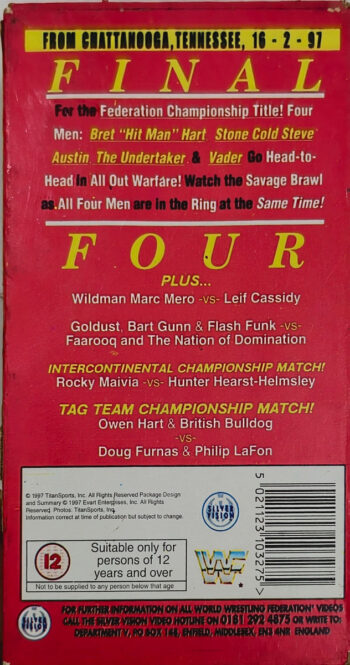 FROM CHATTANOOGA, TENNESSEE, 16 - 2 - 97
FINAL
For the Federation Championship Title! Four
Men: Bret "Hit Man" Hart, Stone Cold Steve
Austin, The Undertaker & Vader Go Head-to-
Head in All Out Warfare! Watch the Savage Brawl
as All Four Men are in the Ring at the Same Time!
FOUR
PLUS...
Wildman Marc Mero -vs- Leif Cassidy
Goldust, Bart Gunn & Flash Funk -vs-
Faarooq and The Nation of Domination
INTERCONTINENTAL CHAMPIONSHIP MATCH!
Rocky Maivia -vs- Hunter Hearst-Helmsley
TAG TEAM CHAMPIONSHIP MATCH!
Owen Hart & British Bulldog
-vs-
Doug Furnas & Philip LaFon
© 1997 TitanSports, Inc. All Rights Reserved Package Design
and Summary © 1997 Evart Enterprises, Inc. All Rights
Reserved. Photos. TitanSports, Inc.
Information correct at time of publication but subject to change.
SILVER
VISION
5 021123 103275 >
12
Suitable only for
persons of 12
years and over
Not to be supplied to any person below that age
WWF
SILVER
VISION
FOR FURTHER INFORMATION ON ALL WORLD WRESTLING FEDERATION VIDEOS
CALL THE SILVER VISION VIDEO HOTLINE ON 0181 292 4875 OR WRITE TO:
DEPARTMENT V, PO BOX 144, ENFIELD, MIDDLESEX, EN3 4NR ENGLAND